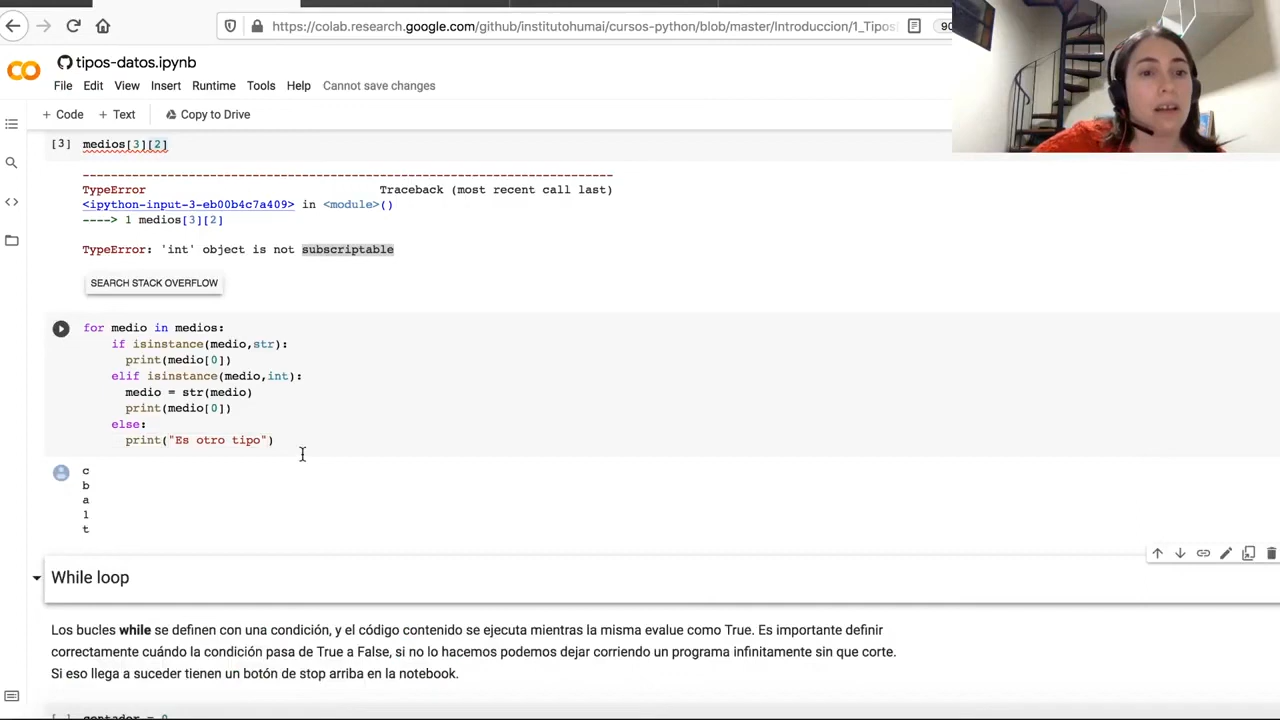 https://colab.research.google.com/github/institutohumai/cursos-python/blob/master/Introduccion/1_Tipos
90
tipos-datos.ipynb
File Edit View Insert Runtime Tools Help Cannot save changes
+ Code + Text Copy to Drive
[3] medios[3][2]
---------------------------------------------------------------------------
TypeError Traceback (most recent call last)
<ipython-input-3-eb00b4c7a409> in <module>()
----> 1 medios[3][2]
TypeError: 'int' object is not subscriptable
SEARCH STACK OVERFLOW
for medio in medios:
if isinstance(medio,str):
print(medio[0])
elif isinstance(medio,int):
medio = str(medio)
print(medio[0])
else:
print("Es otro tipo")
c
b
a
1
t
While loop
Los bucles while se definen con una condición, y el código contenido se ejecuta mientras la misma evalue como True. Es importante definir
correctamente cuándo la condición pasa de True a False, si no lo hacemos podemos dejar corriendo un programa infinitamente sin que corte.
Si eso llega a suceder tienen un botón de stop arriba en la notebook.
[ ] contador = 0